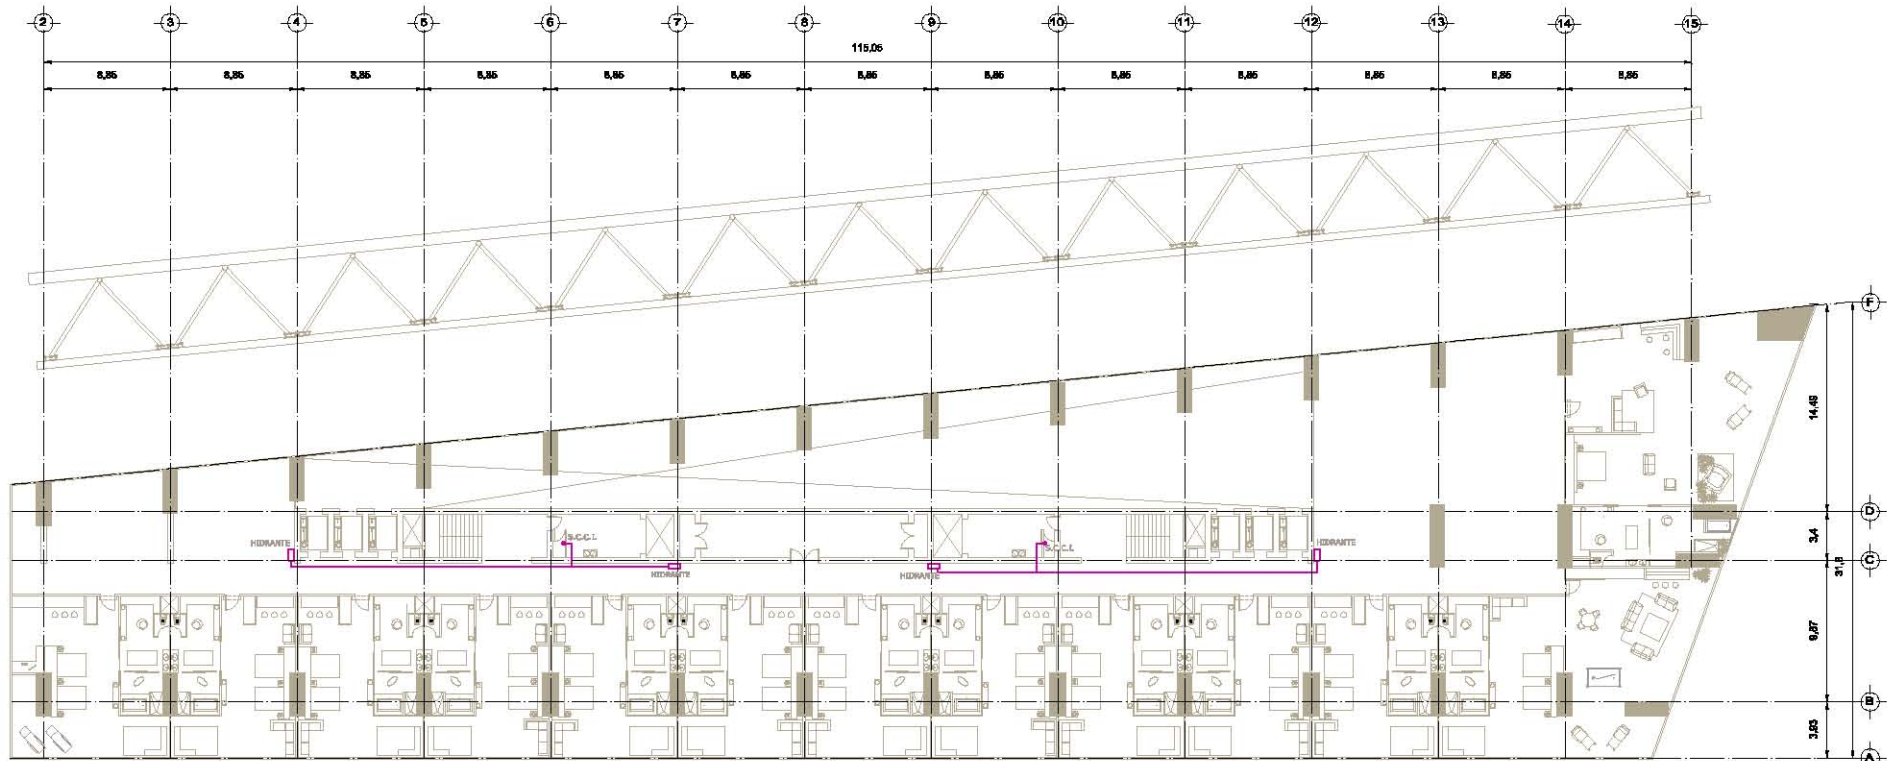 2 3 4 5 6 7 8 9 10 11 12 13 14 15
115,05
8,85 8,85 8,85 8,85 8,85 8,85 8,85 8,85 8,85 8,85 8,85 8,85 8,85
F
14,49
D
3,4
C
31,8
9,87
B
3,93
A
HIDRANTE
S.C.C.I.
HIDRANTE
HIDRANTE
S.C.C.I.
HIDRANTE